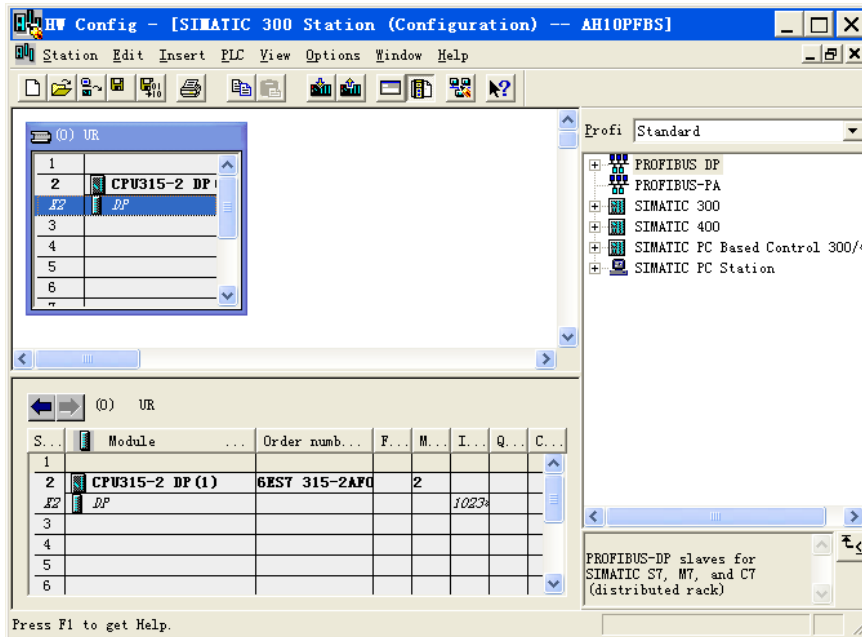 HW Config - [SIMATIC 300 Station (Configuration) -- AH10PFBS]
Station Edit Insert PLC View Options Window Help
(0) UR
1
2 CPU315-2 DP(
X2 DP
3
4
5
6
7
Profi Standard
PROFIBUS DP
PROFIBUS-PA
SIMATIC 300
SIMATIC 400
SIMATIC PC Based Control 300/4
SIMATIC PC Station
(0) UR
S... Module ... Order numb... F... M... I... Q... C...
1
2 CPU315-2 DP(1) 6ES7 315-2AF0 2
X2 DP 1023*
3
4
5
6
PROFIBUS-DP slaves for
SIMATIC S7, M7, and C7
(distributed rack)
Press F1 to get Help.